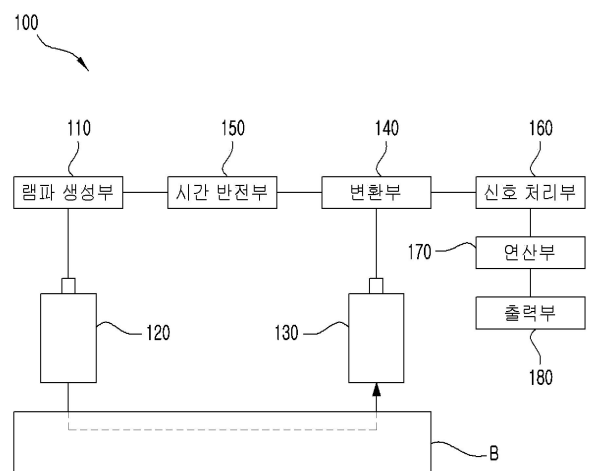 100
110
150
140
160
램파 생성부
시간 반전부
변환부
신호 처리부
170
연산부
120
130
출력부
180
B